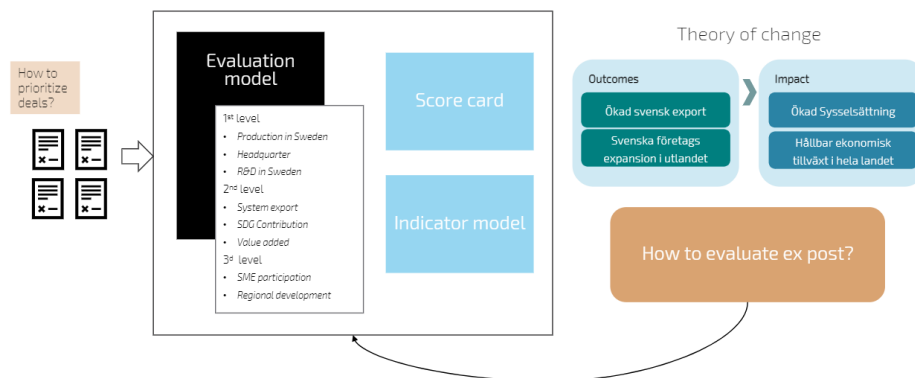 How to
prioritize
deals?
Evaluation
model
1st level
• Production in Sweden
• Headquarter
• R&D in Sweden
2nd level
• System export
• SDG Contribution
• Value added
3d level
• SME participation
• Regional development
Score card
Indicator model
Theory of change
Outcomes
Ökad svensk export
Svenska företags
expansion i utlandet
Impact
Ökad Sysselsättning
Hållbar ekonomisk
tillväxt i hela landet
How to evaluate ex post?